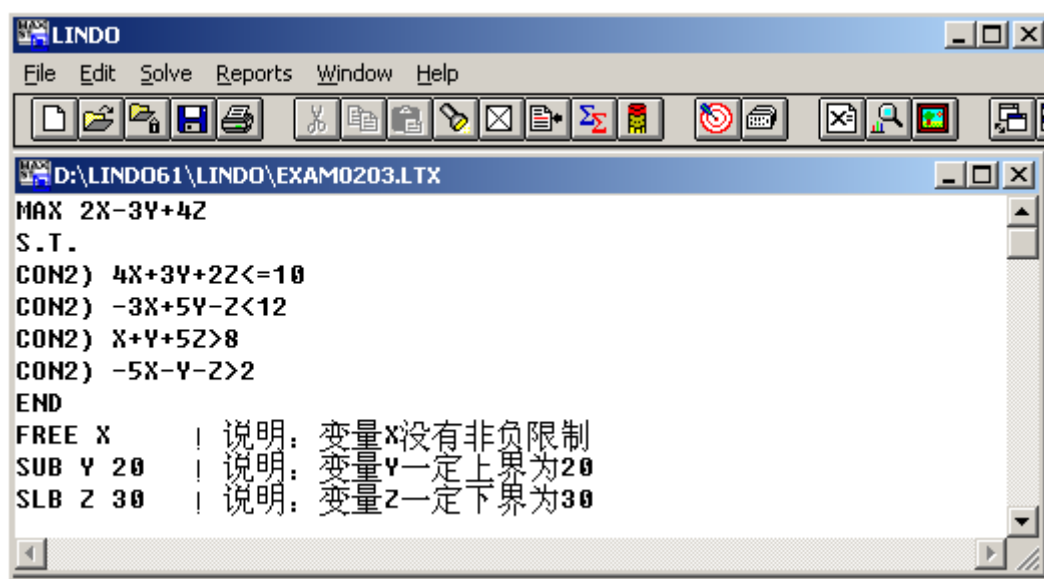 LINDO
File Edit Solve Reports Window Help
D:\LINDO61\LINDO\EXAM0203.LTX
MAX 2X-3Y+4Z
S.T.
CON2) 4X+3Y+2Z<=10
CON2) -3X+5Y-Z<12
CON2) X+Y+5Z>8
CON2) -5X-Y-Z>2
END
FREE X ! 说明：变量X没有非负限制
SUB Y 20 ! 说明：变量Y一定上界为20
SLB Z 30 ! 说明：变量Z一定下界为30